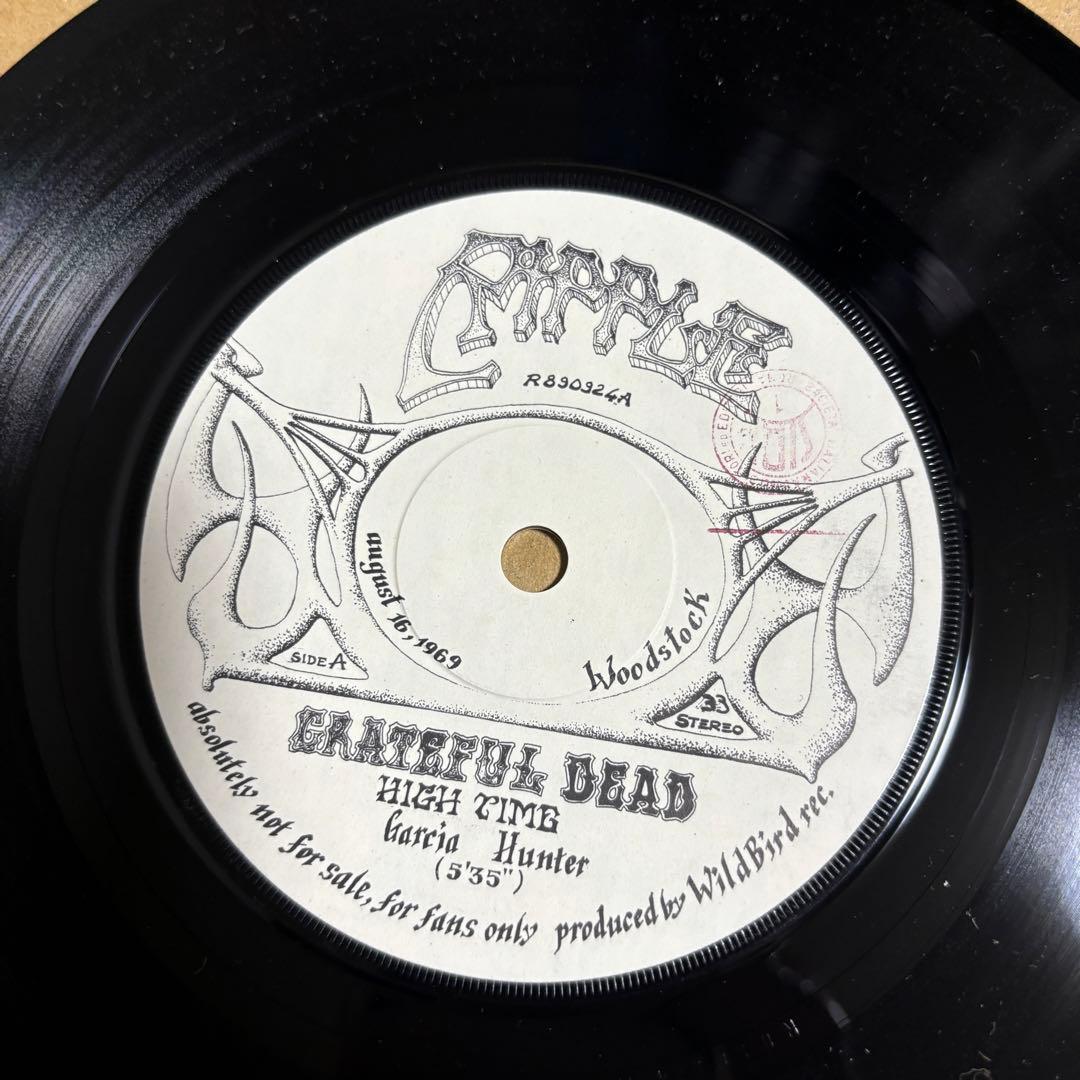 RIPPLE
R890924A
august 16, 1969
Woodstock
SIDE A
33
STEREO
GRATEFUL DEAD
HIGH TIME
Garcia Hunter
(5'35")
absolutely not for sale, for fans only produced by WildBird rec.